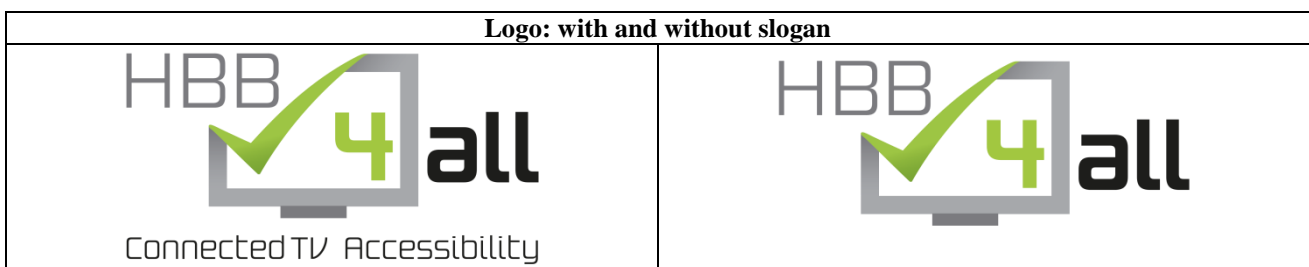 Logo: with and without slogan
HBB
4all
Connected TV Accessibility
HBB
4all